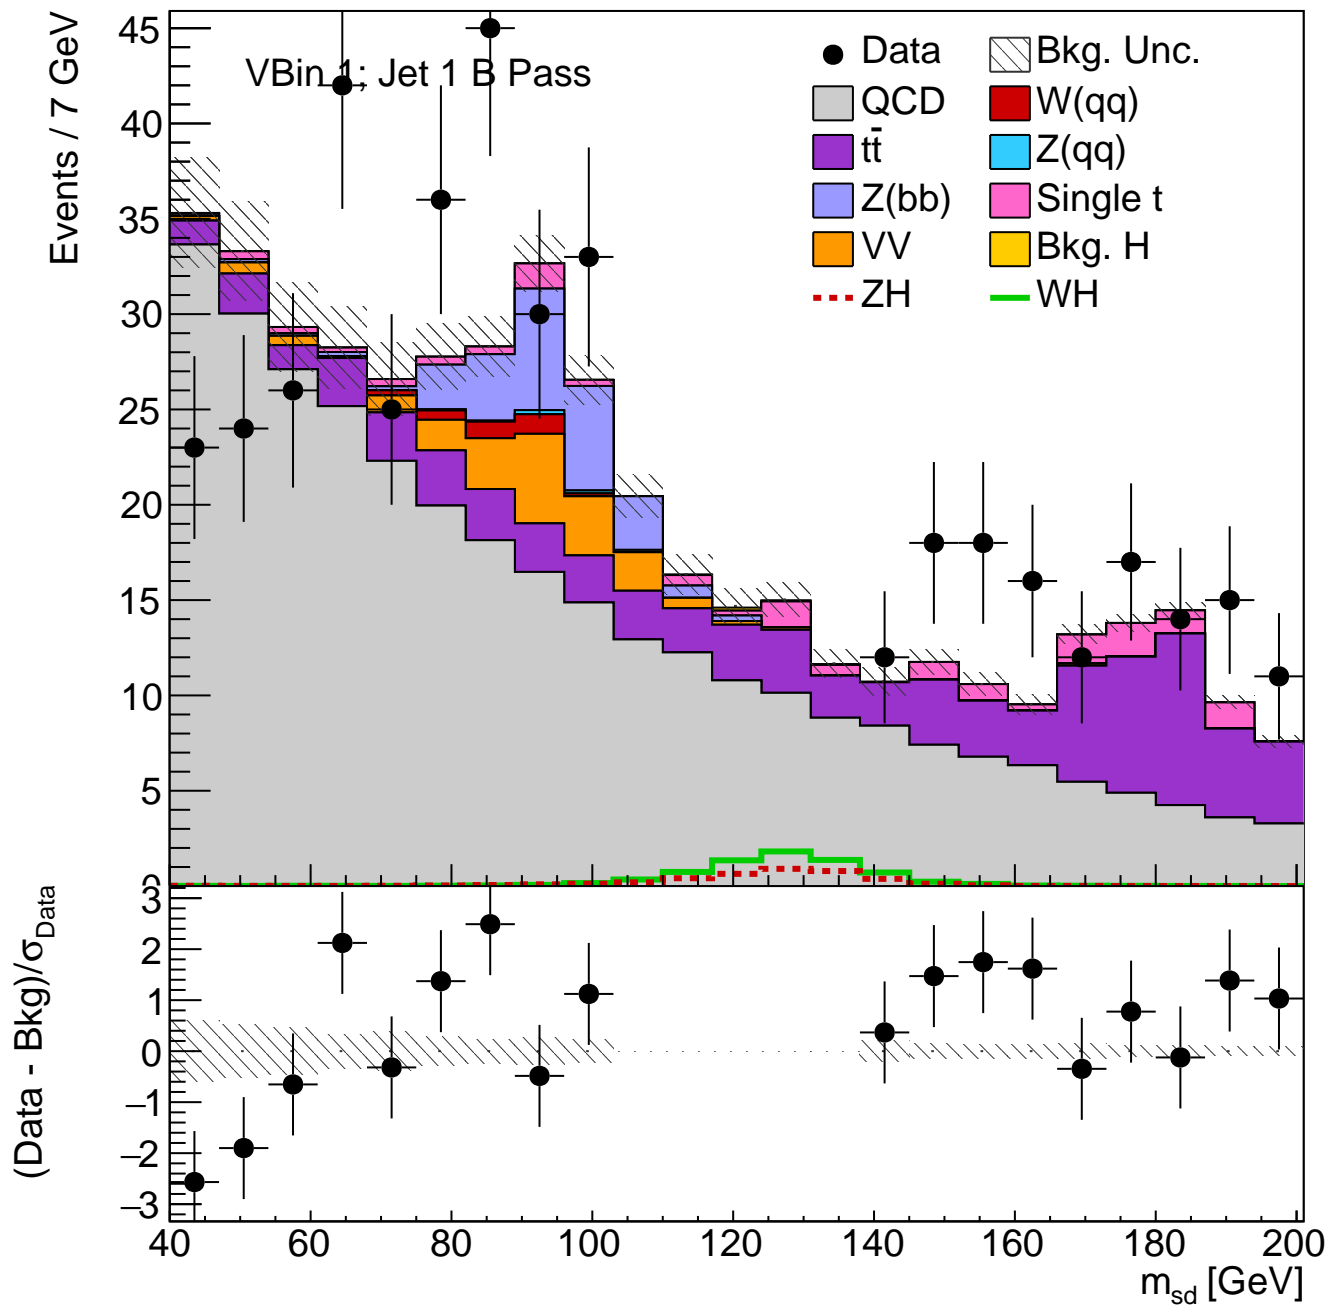 Events / 7 GeV
45
40
35
30
25
20
15
10
5
0
VBin 1; Jet 1 B Pass
Data
Bkg. Unc.
QCD
W(qq)
tt̄
Z(qq)
Z(bb)
Single t
VV
Bkg. H
ZH
WH
(Data - Bkg)/σData
3
2
1
0
−1
−2
−3
40 60 80 100 120 140 160 180 200
msd [GeV]